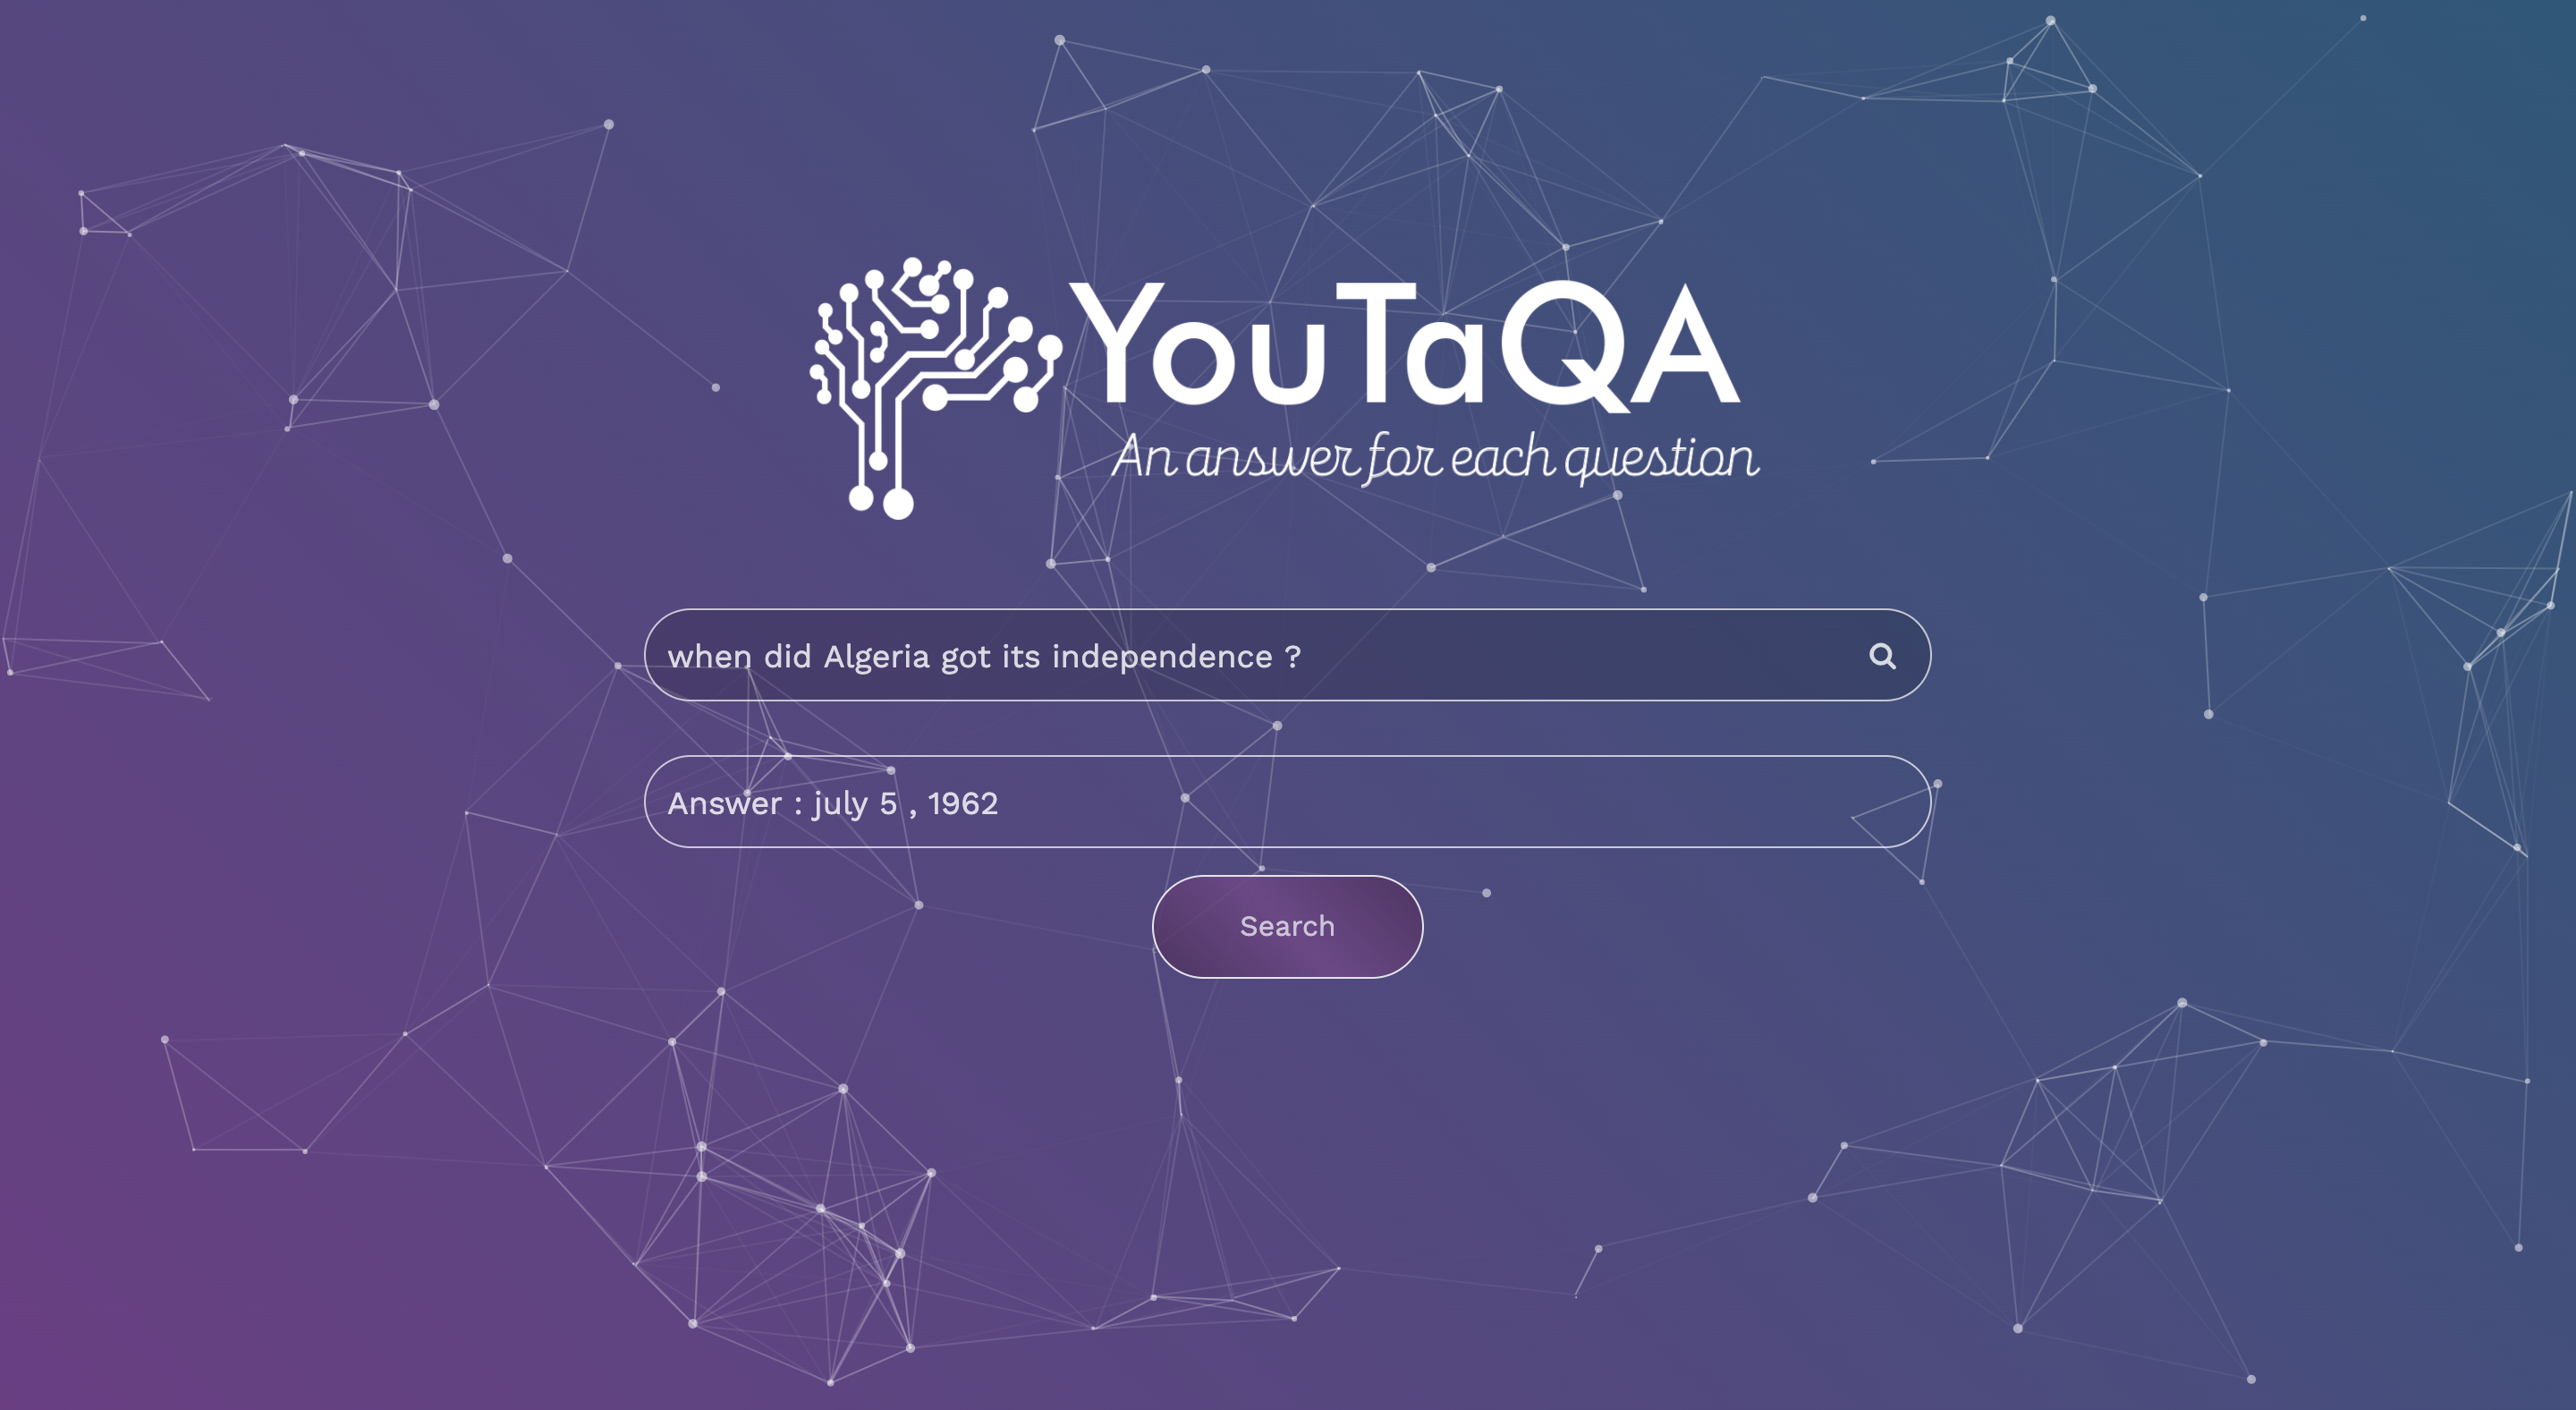 YouTaQA
An answer for each question
when did Algeria got its independence ?
Answer : july 5 , 1962
Search